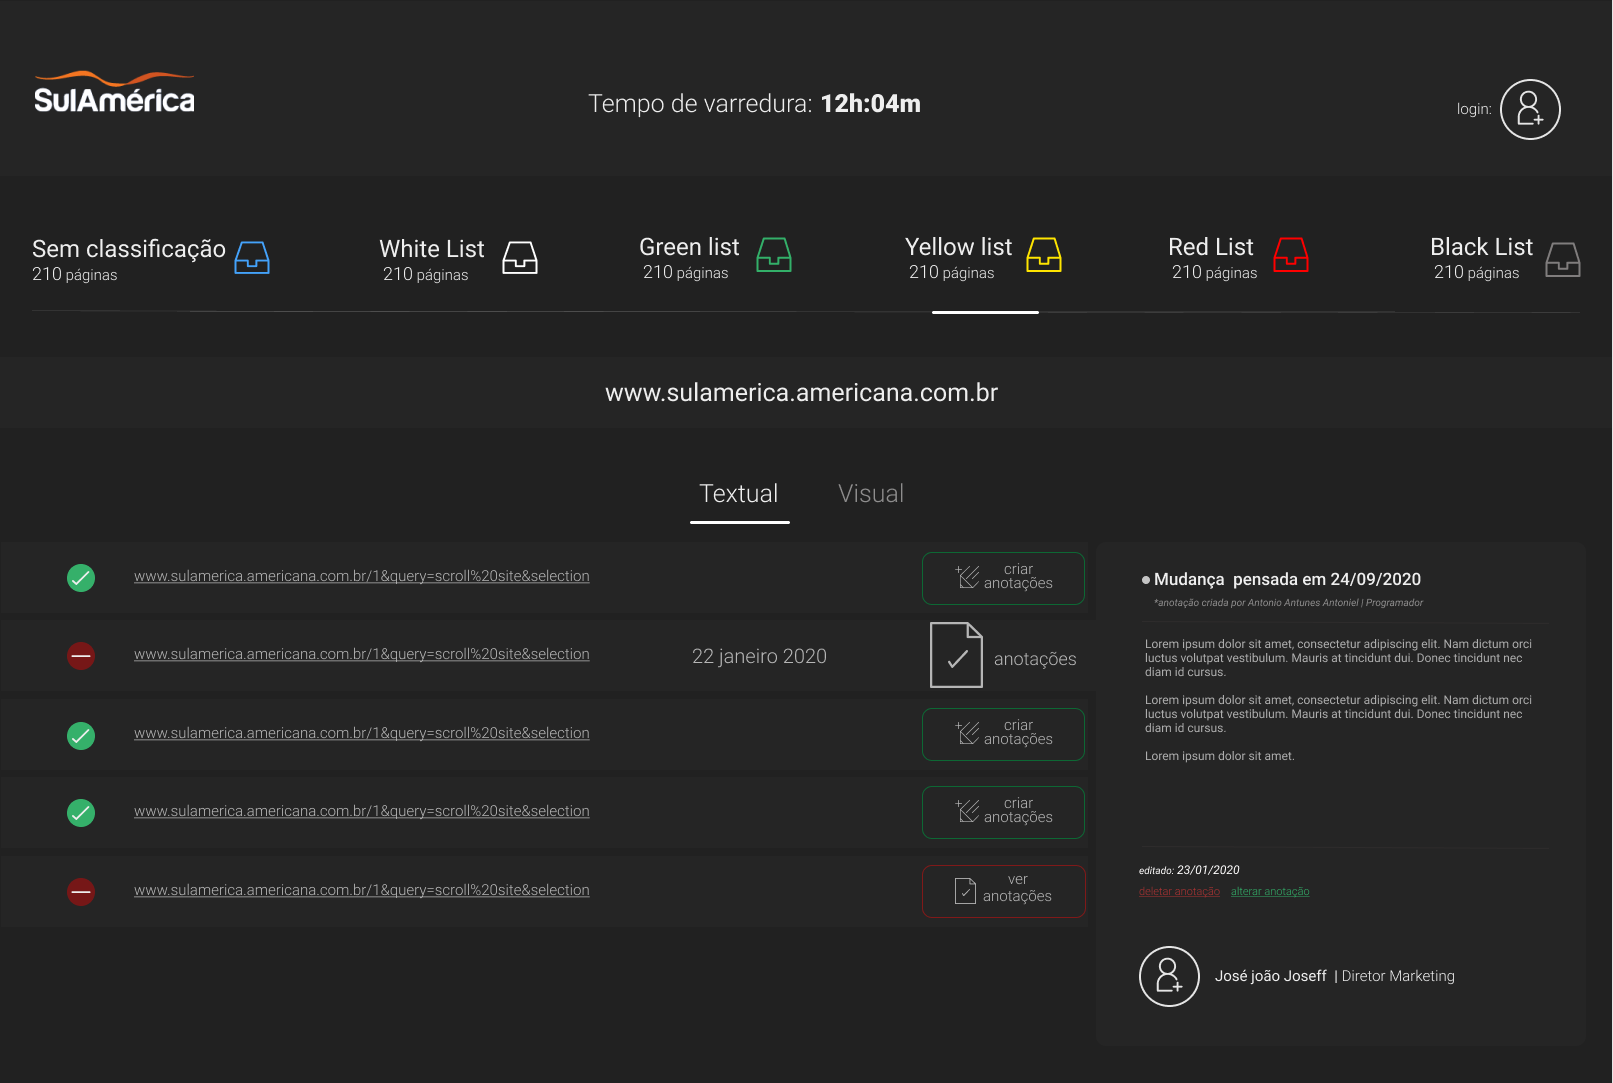 SulAmérica
Tempo de varredura: 12h:04m
login:
Sem classificação
210 páginas
White List
210 páginas
Green list
210 páginas
Yellow list
210 páginas
Red List
210 páginas
Black List
210 páginas
www.sulamerica.americana.com.br
Textual
Visual
www.sulamerica.americana.com.br/1&query=scroll%20site&selection
criar
anotações
www.sulamerica.americana.com.br/1&query=scroll%20site&selection
22 janeiro 2020
anotações
www.sulamerica.americana.com.br/1&query=scroll%20site&selection
criar
anotações
www.sulamerica.americana.com.br/1&query=scroll%20site&selection
criar
anotações
www.sulamerica.americana.com.br/1&query=scroll%20site&selection
ver
anotações
Mudança pensada em 24/09/2020
*anotação criada por Antonio Antunes Antoniel | Programador
Lorem ipsum dolor sit amet, consectetur adipiscing elit. Nam dictum orci
luctus volutpat vestibulum. Mauris at tincidunt dui. Donec tincidunt nec
diam id cursus.
Lorem ipsum dolor sit amet, consectetur adipiscing elit. Nam dictum orci
luctus volutpat vestibulum. Mauris at tincidunt dui. Donec tincidunt nec
diam id cursus.
Lorem ipsum dolor sit amet.
editado: 23/01/2020
deletar anotação alterar anotação
José joão Joseff | Diretor Marketing